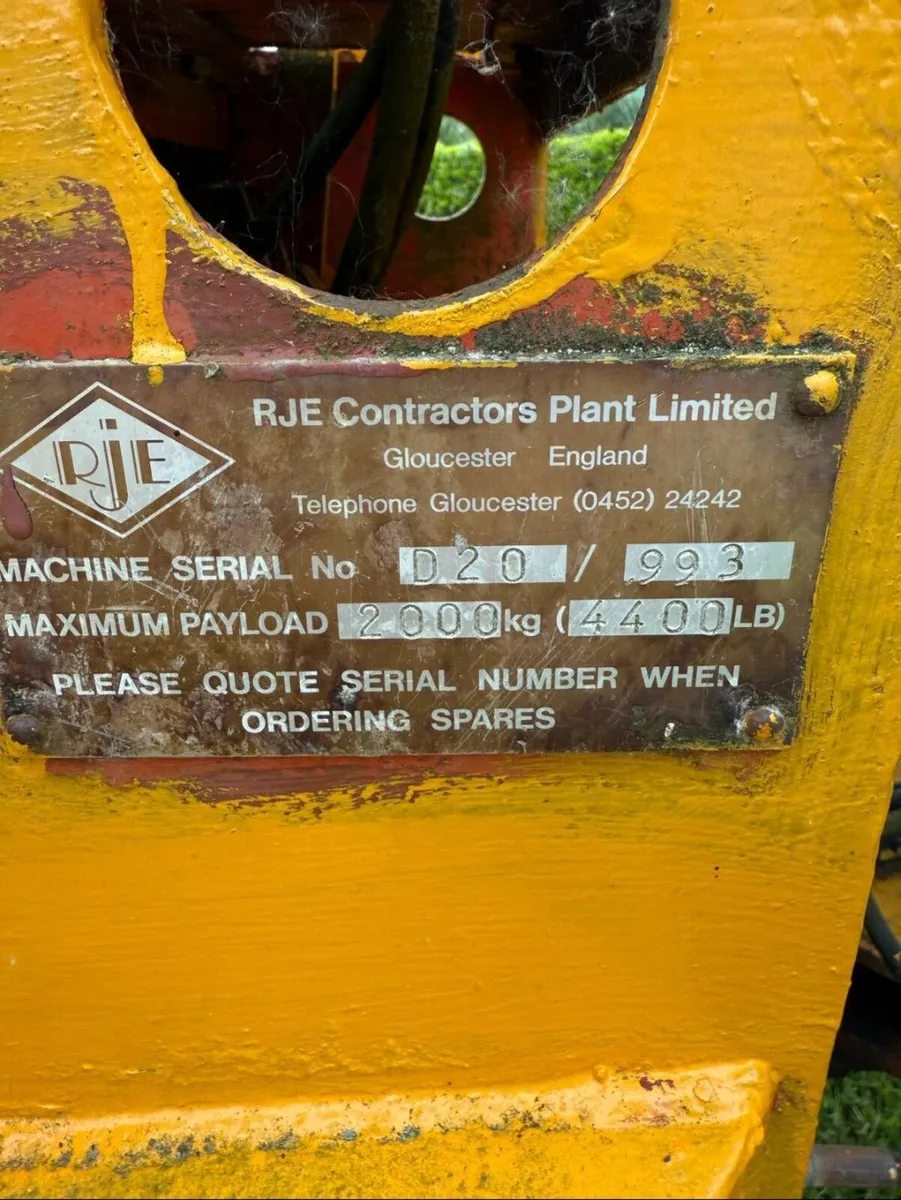 RJE
RJE Contractors Plant Limited
Gloucester England
Telephone Gloucester (0452) 24242
MACHINE SERIAL No D20 / 993
MAXIMUM PAYLOAD 2000kg (4400LB)
PLEASE QUOTE SERIAL NUMBER WHEN
ORDERING SPARES